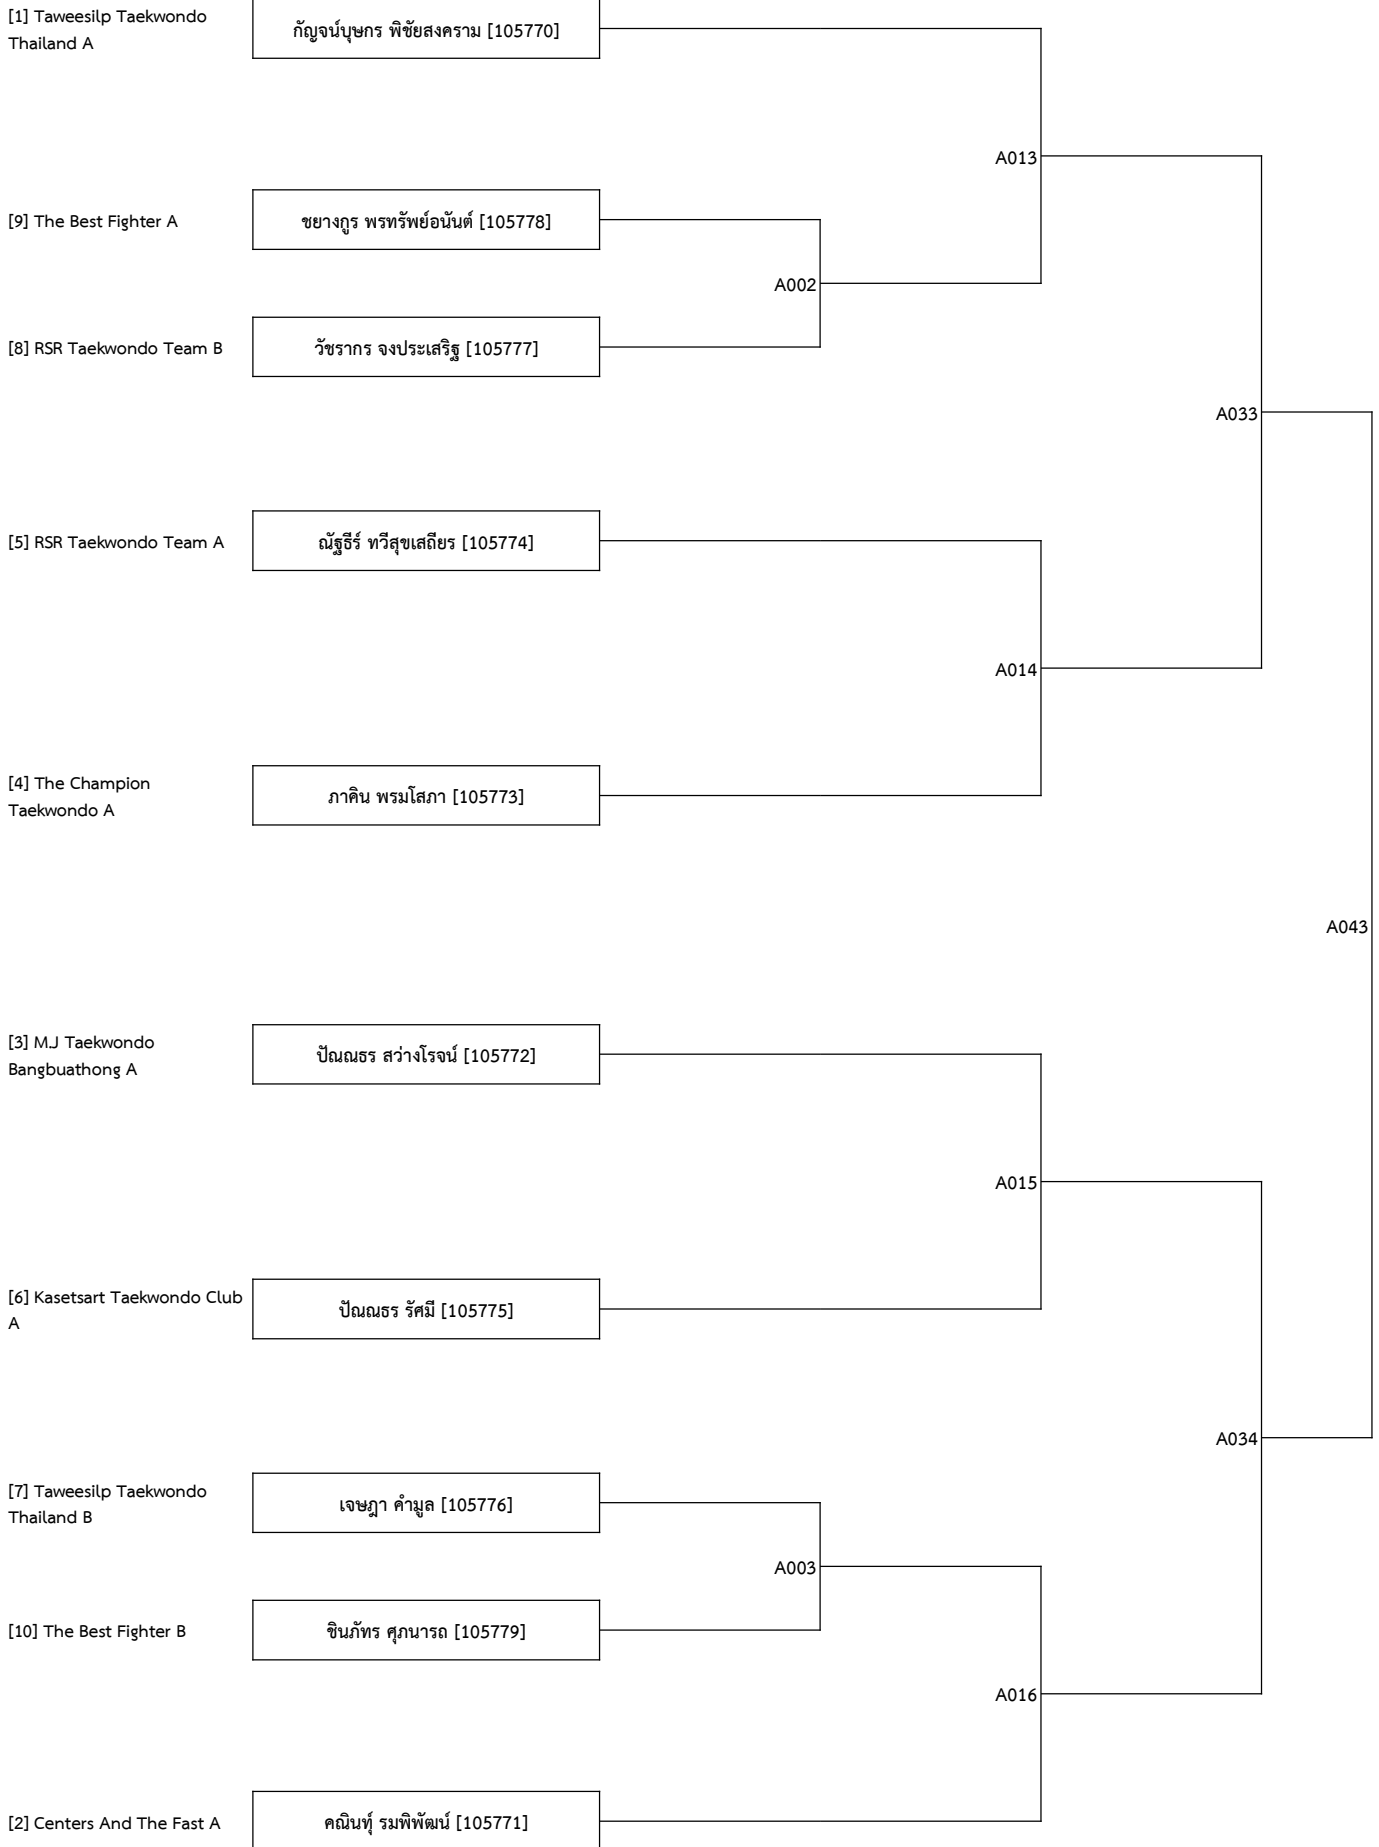 [1] Taweesilp Taekwondo
Thailand A
กัญจน์บุษกร พิชัยสงคราม [105770]
A013
[9] The Best Fighter A
ชยางกูร พรทรัพย์อนันต์ [105778]
A002
[8] RSR Taekwondo Team B
วัชรากร จงประเสริฐ [105777]
A033
[5] RSR Taekwondo Team A
ณัฐธีร์ ทวีสุขเสถียร [105774]
A014
[4] The Champion
Taekwondo A
ภาคิน พรมโสภา [105773]
A043
[3] M.J Taekwondo
Bangbuathong A
ปัณณธร สว่างโรจน์ [105772]
A015
[6] Kasetsart Taekwondo Club
A
ปัณณธร รัศมี [105775]
A034
[7] Taweesilp Taekwondo
Thailand B
เจษฎา คำมูล [105776]
A003
[10] The Best Fighter B
ชินภัทร ศุภนารถ [105779]
A016
[2] Centers And The Fast A
คณินทุ์ รมพิพัฒน์ [105771]